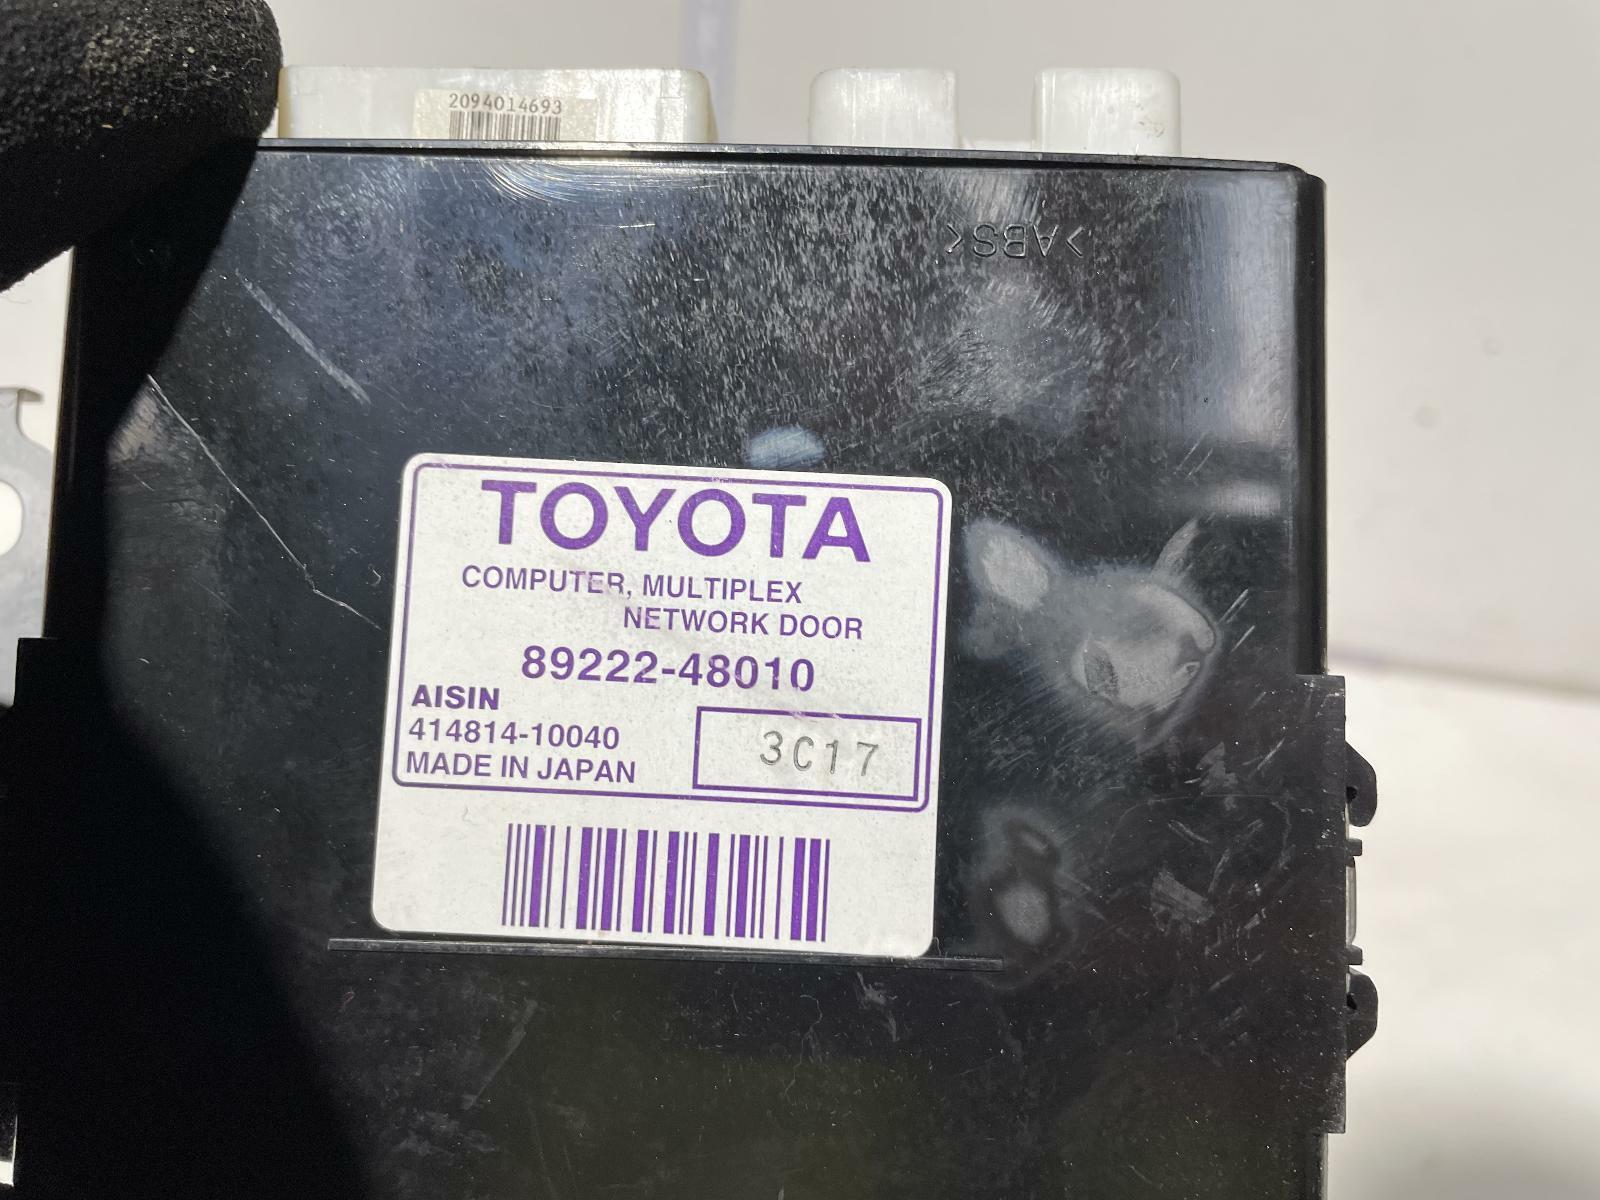 2094014693
>ABS<
TOYOTA
COMPUTER, MULTIPLEX
NETWORK DOOR
89222-48010
AISIN
414814-10040
MADE IN JAPAN
3C17